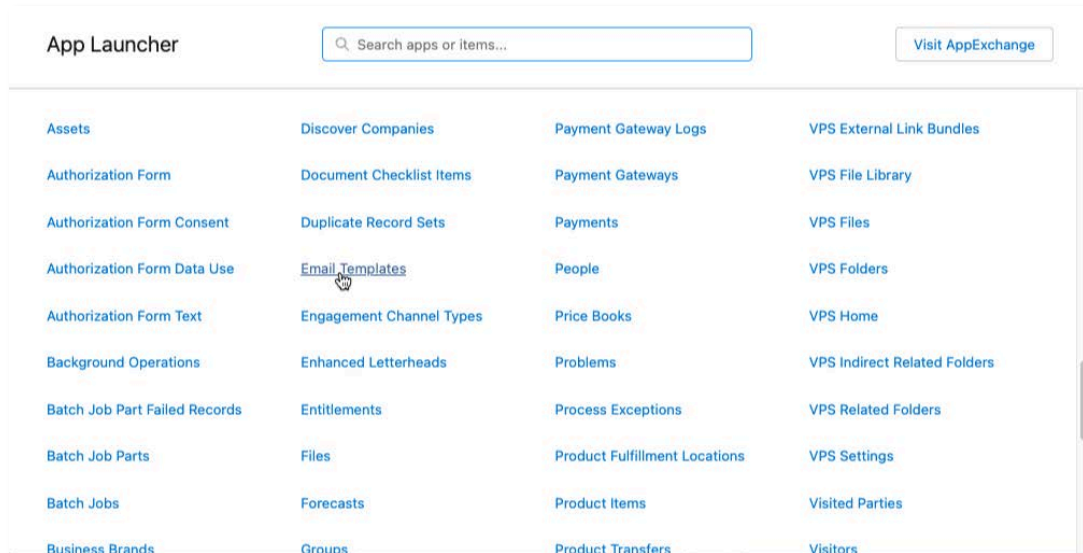 App Launcher
Search apps or items...
Visit AppExchange
Assets
Discover Companies
Payment Gateway Logs
VPS External Link Bundles
Authorization Form
Document Checklist Items
Payment Gateways
VPS File Library
Authorization Form Consent
Duplicate Record Sets
Payments
VPS Files
Authorization Form Data Use
Email Templates
People
VPS Folders
Authorization Form Text
Engagement Channel Types
Price Books
VPS Home
Background Operations
Enhanced Letterheads
Problems
VPS Indirect Related Folders
Batch Job Part Failed Records
Entitlements
Process Exceptions
VPS Related Folders
Batch Job Parts
Files
Product Fulfillment Locations
VPS Settings
Batch Jobs
Forecasts
Product Items
Visited Parties
Business Brands
Groups
Product Transfers
Visitors